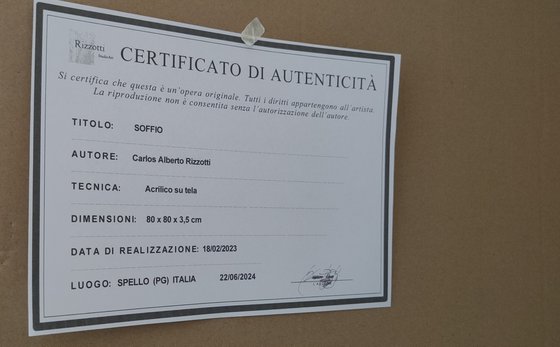 Rizzotti
StudioArt
CERTIFICATO DI AUTENTICITÀ
Si certifica che questa è un'opera originale. Tutti i diritti appartengono all'artista.
La riproduzione non è consentita senza l'autorizzazione dell'autore.
TITOLO: SOFFIO
AUTORE: Carlos Alberto Rizzotti
TECNICA: Acrilico su tela
DIMENSIONI: 80 x 80 x 3,5 cm
DATA DI REALIZZAZIONE: 18/02/2023
LUOGO: SPELLO (PG) ITALIA 22/06/2024